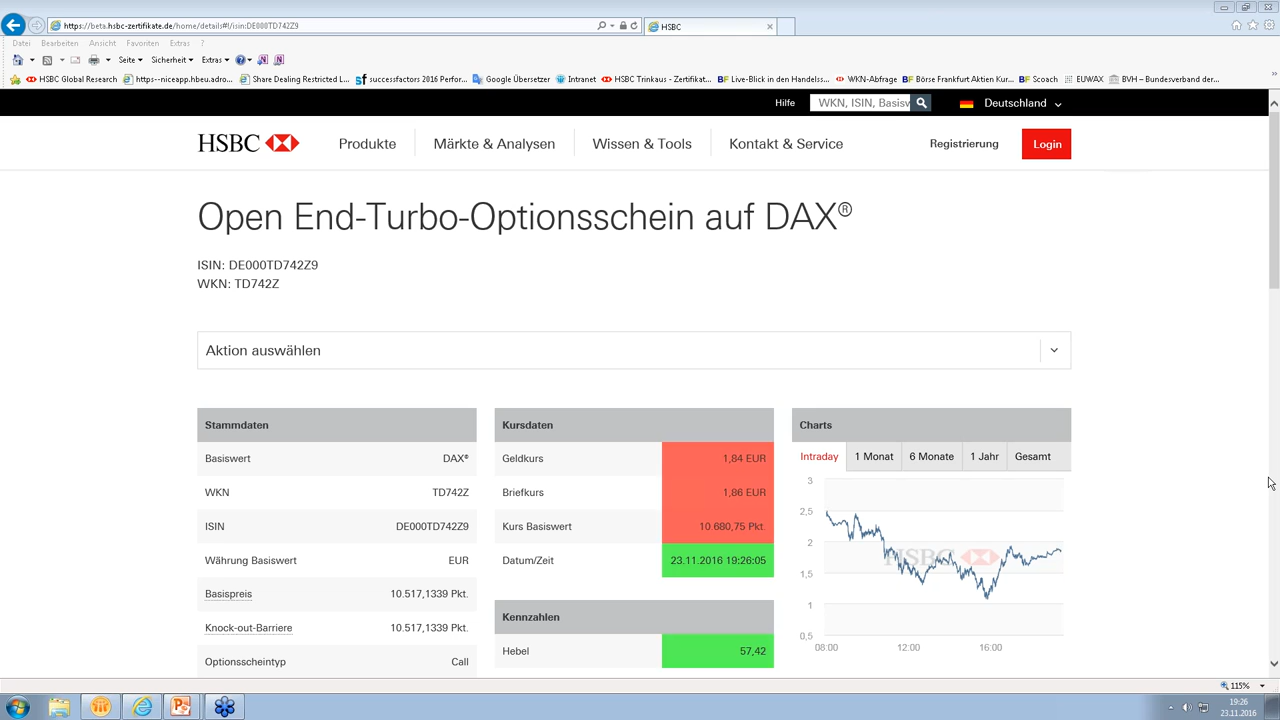 https://beta.hsbc-zertifikate.de/home/details#!/isin:DE000TD742Z9
HSBC
Datei Bearbeiten Ansicht Favoriten Extras ?
Seite Sicherheit Extras
HSBC Global Research https--niceapp.hbeu.adro... Share Dealing Restricted L... successfactors 2016 Perfor... Google Übersetzer Intranet HSBC Trinkaus - Zertifikat... Live-Blick in den Handelss... WKN-Abfrage Börse Frankfurt Aktien Kur... Scoach EUWAX BVH – Bundesverband der...
Hilfe WKN, ISIN, Basisw Deutschland
HSBC Produkte Märkte & Analysen Wissen & Tools Kontakt & Service Registrierung Login
Open End-Turbo-Optionsschein auf DAX®
ISIN: DE000TD742Z9
WKN: TD742Z
Aktion auswählen
Stammdaten
Basiswert DAX®
WKN TD742Z
ISIN DE000TD742Z9
Währung Basiswert EUR
Basispreis 10.517,1339 Pkt.
Knock-out-Barriere 10.517,1339 Pkt.
Optionsscheintyp Call
Kursdaten
Geldkurs 1,84 EUR
Briefkurs 1,86 EUR
Kurs Basiswert 10.680,75 Pkt.
Datum/Zeit 23.11.2016 19:26:05
Kennzahlen
Hebel 57,42
Charts
Intraday 1 Monat 6 Monate 1 Jahr Gesamt
3
2,5
2
1,5
1
0,5
HSBC
08:00 12:00 16:00
115%
19:26
23.11.2016